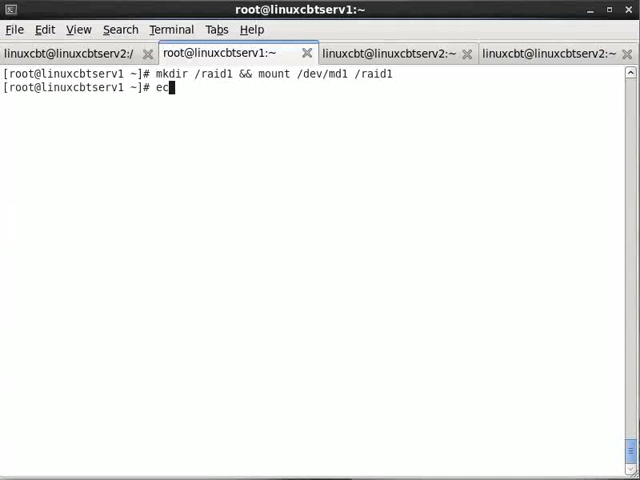 root@linuxcbtserv1:~
File Edit View Search Terminal Tabs Help
linuxcbt@linuxcbtserv2:/ root@linuxcbtserv1:~ linuxcbt@linuxcbtserv2:~ linuxcbt@linuxcbtserv2:~
[root@linuxcbtserv1 ~]# mkdir /raid1 && mount /dev/md1 /raid1
[root@linuxcbtserv1 ~]# ec